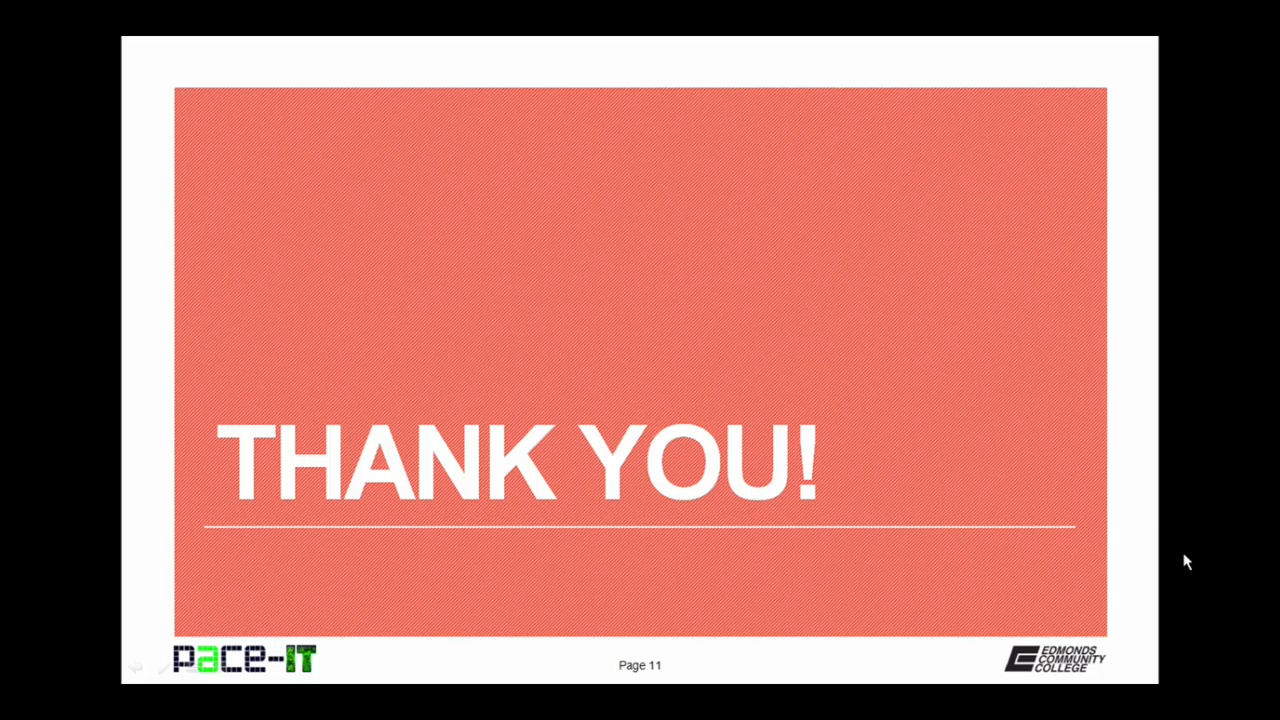 THANK YOU!
pace-IT
Page 11
EDMONDS
COMMUNITY
COLLEGE